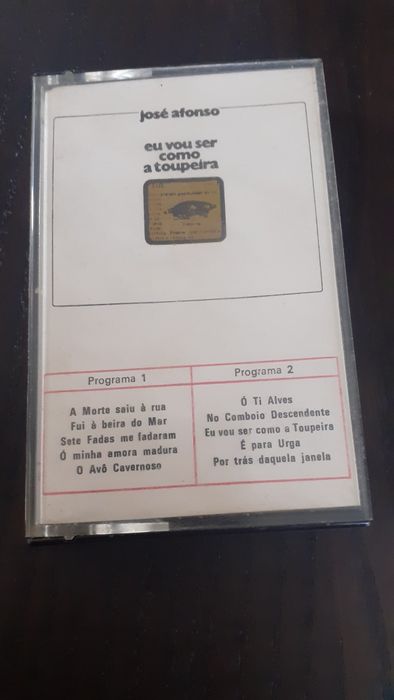 josé afonso
eu vou ser
como
a toupeira
Programa 1
A Morte saiu à rua
Fui à beira do Mar
Sete Fadas me fadaram
Ó minha amora madura
O Avô Cavernoso
Programa 2
Ó Ti Alves
No Comboio Descendente
Eu vou ser como a Toupeira
É para Urga
Por trás daquela janela